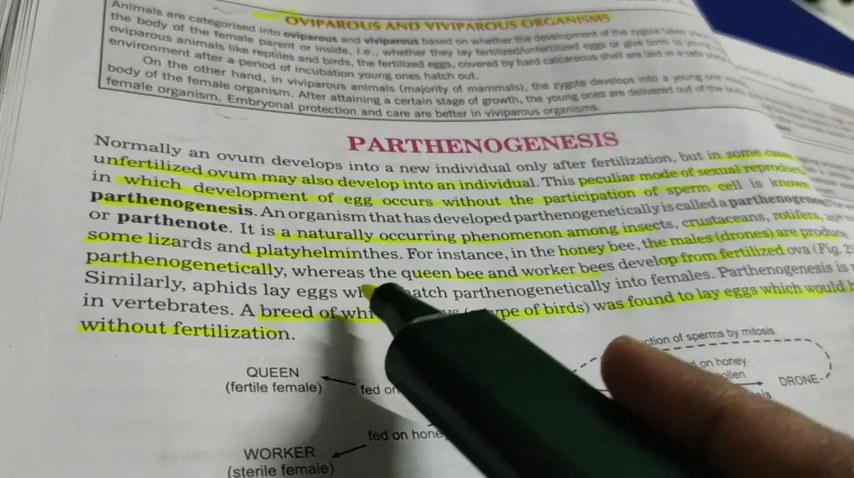 OVIPAROUS AND VIVIPAROUS ORGANISMS
Animals are categorised into oviparous and viviparous based on whether the development of the zygote takes place
the body of the female parent or inside, i.e., whether they lay fertilized/unfertilized eggs or give birth to young
oviparous animals like reptiles and birds, the fertilized eggs, covered by hard calcareous shell are laid in a safe place
environment after a period of incubation young ones hatch out.
On the other hand, in viviparous animals (majority of mammals), the zygote develops into a young one
body of the female organism. After attaining a certain stage of growth, the young ones are delivered out of the
female organism. Embryonal protection and care are better in viviparous organisms.
PARTHENOGENESIS
Normally an ovum develops into a new individual only after fertilization, but in some cases
unfertilized ovum may also develop into an individual. This peculiar mode of sexual
in which development of egg occurs without the participation of sperm cell is known
parthenogenesis. An organism that has developed parthenogenetically is called a
or parthenote. It is a naturally occurring phenomenon among insects, crustaceans, rotifers,
some lizards and platyhelminthes. For instance, in the honey bee, the males (drones) are
parthenogenetically, whereas the queen bee and worker bees develop from fertilized ova (Fig.
Similarly, aphids lay eggs wh atch parthenogenetically into females. Parthenogenesis is
in vertebrates. A breed of whi type of birds) was found to lay eggs which would
without fertilization.
ction of sperms by mitosis
QUEEN
(fertile female)
fed on
on honey
ollen
DRONE
fed on hone
WORKER
(sterile female)